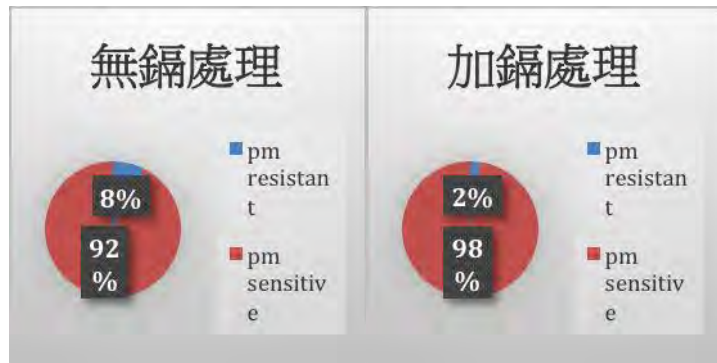 無鎘處理
pm
resistan
t
8%
92
%
pm
sensitiv
e
加鎘處理
pm
resistan
t
2%
98
%
pm
sensitiv
e